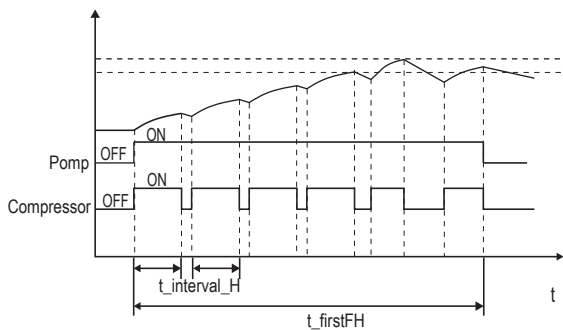 ON
Pomp OFF
ON
Compressor OFF
t_interval_H
t
t_firstFH